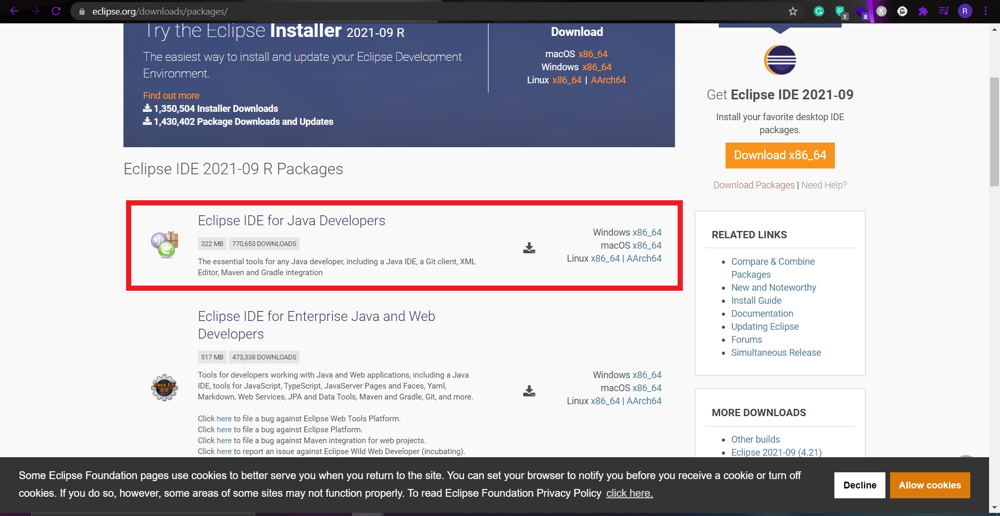 eclipse.org/downloads/packages/
1
8
K
R
Try the Eclipse Installer 2021-09 R
The easiest way to install and update your Eclipse Development
Environment.
Find out more
1,350,504 Installer Downloads
1,430,402 Package Downloads and Updates
Download
macOS x86_64
Windows x86_64
Linux x86_64 | AArch64
Get Eclipse IDE 2021-09
Install your favorite desktop IDE
packages.
Download x86_64
Download Packages | Need Help?
Eclipse IDE 2021-09 R Packages
Eclipse IDE for Java Developers
322 MB 770,653 DOWNLOADS
The essential tools for any Java developer, including a Java IDE, a Git client, XML
Editor, Maven and Gradle integration
Windows x86_64
macOS x86_64
Linux x86_64 | AArch64
Eclipse IDE for Enterprise Java and Web
Developers
517 MB 473,338 DOWNLOADS
Java EE
IDE
Tools for developers working with Java and Web applications, including a Java
IDE, tools for JavaScript, TypeScript, JavaServer Pages and Faces, Yaml,
Markdown, Web Services, JPA and Data Tools, Maven and Gradle, Git, and more.
Click here to file a bug against Eclipse Web Tools Platform.
Click here to file a bug against Eclipse Platform.
Click here to file a bug against Maven integration for web projects.
Click here to report an issue against Eclipse Wild Web Developer (incubating).
Windows x86_64
macOS x86_64
Linux x86_64 | AArch64
RELATED LINKS
Compare & Combine
Packages
New and Noteworthy
Install Guide
Documentation
Updating Eclipse
Forums
Simultaneous Release
MORE DOWNLOADS
Other builds
Eclipse 2021-09 (4.21)
Some Eclipse Foundation pages use cookies to better serve you when you return to the site. You can set your browser to notify you before you receive a cookie or turn off
cookies. If you do so, however, some areas of some sites may not function properly. To read Eclipse Foundation Privacy Policy click here.
Decline
Allow cookies